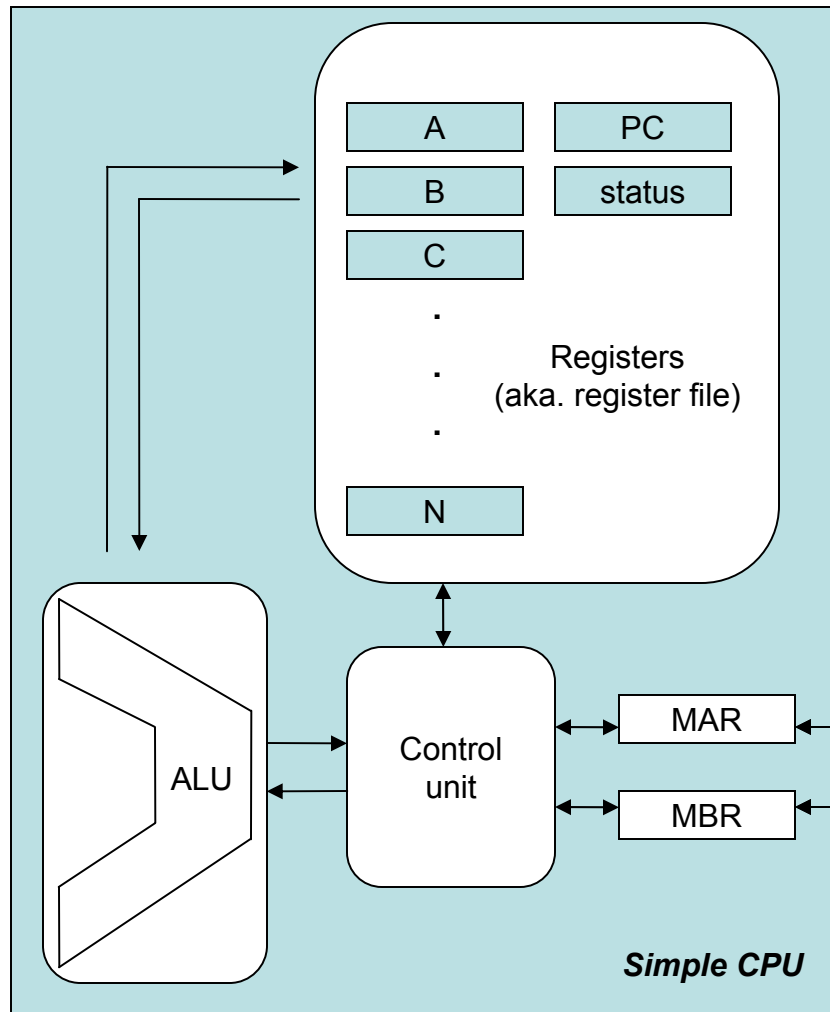 A
PC
B
status
C
.
.
.
Registers
(aka. register file)
N
ALU
Control
unit
MAR
MBR
Simple CPU